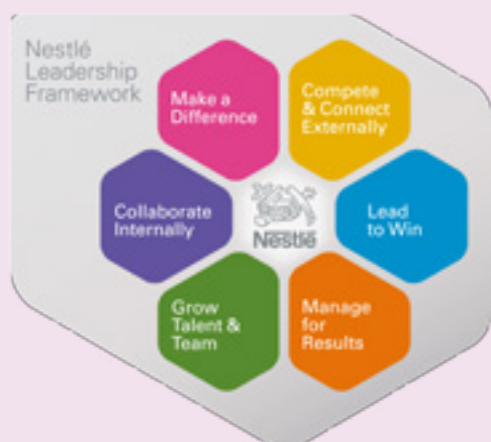 Nestlé
Leadership
Framework
Make a
Difference
Compete
& Connect
Externally
Collaborate
Internally
Nestlé
Lead
to Win
Grow
Talent &
Team
Manage
for
Results